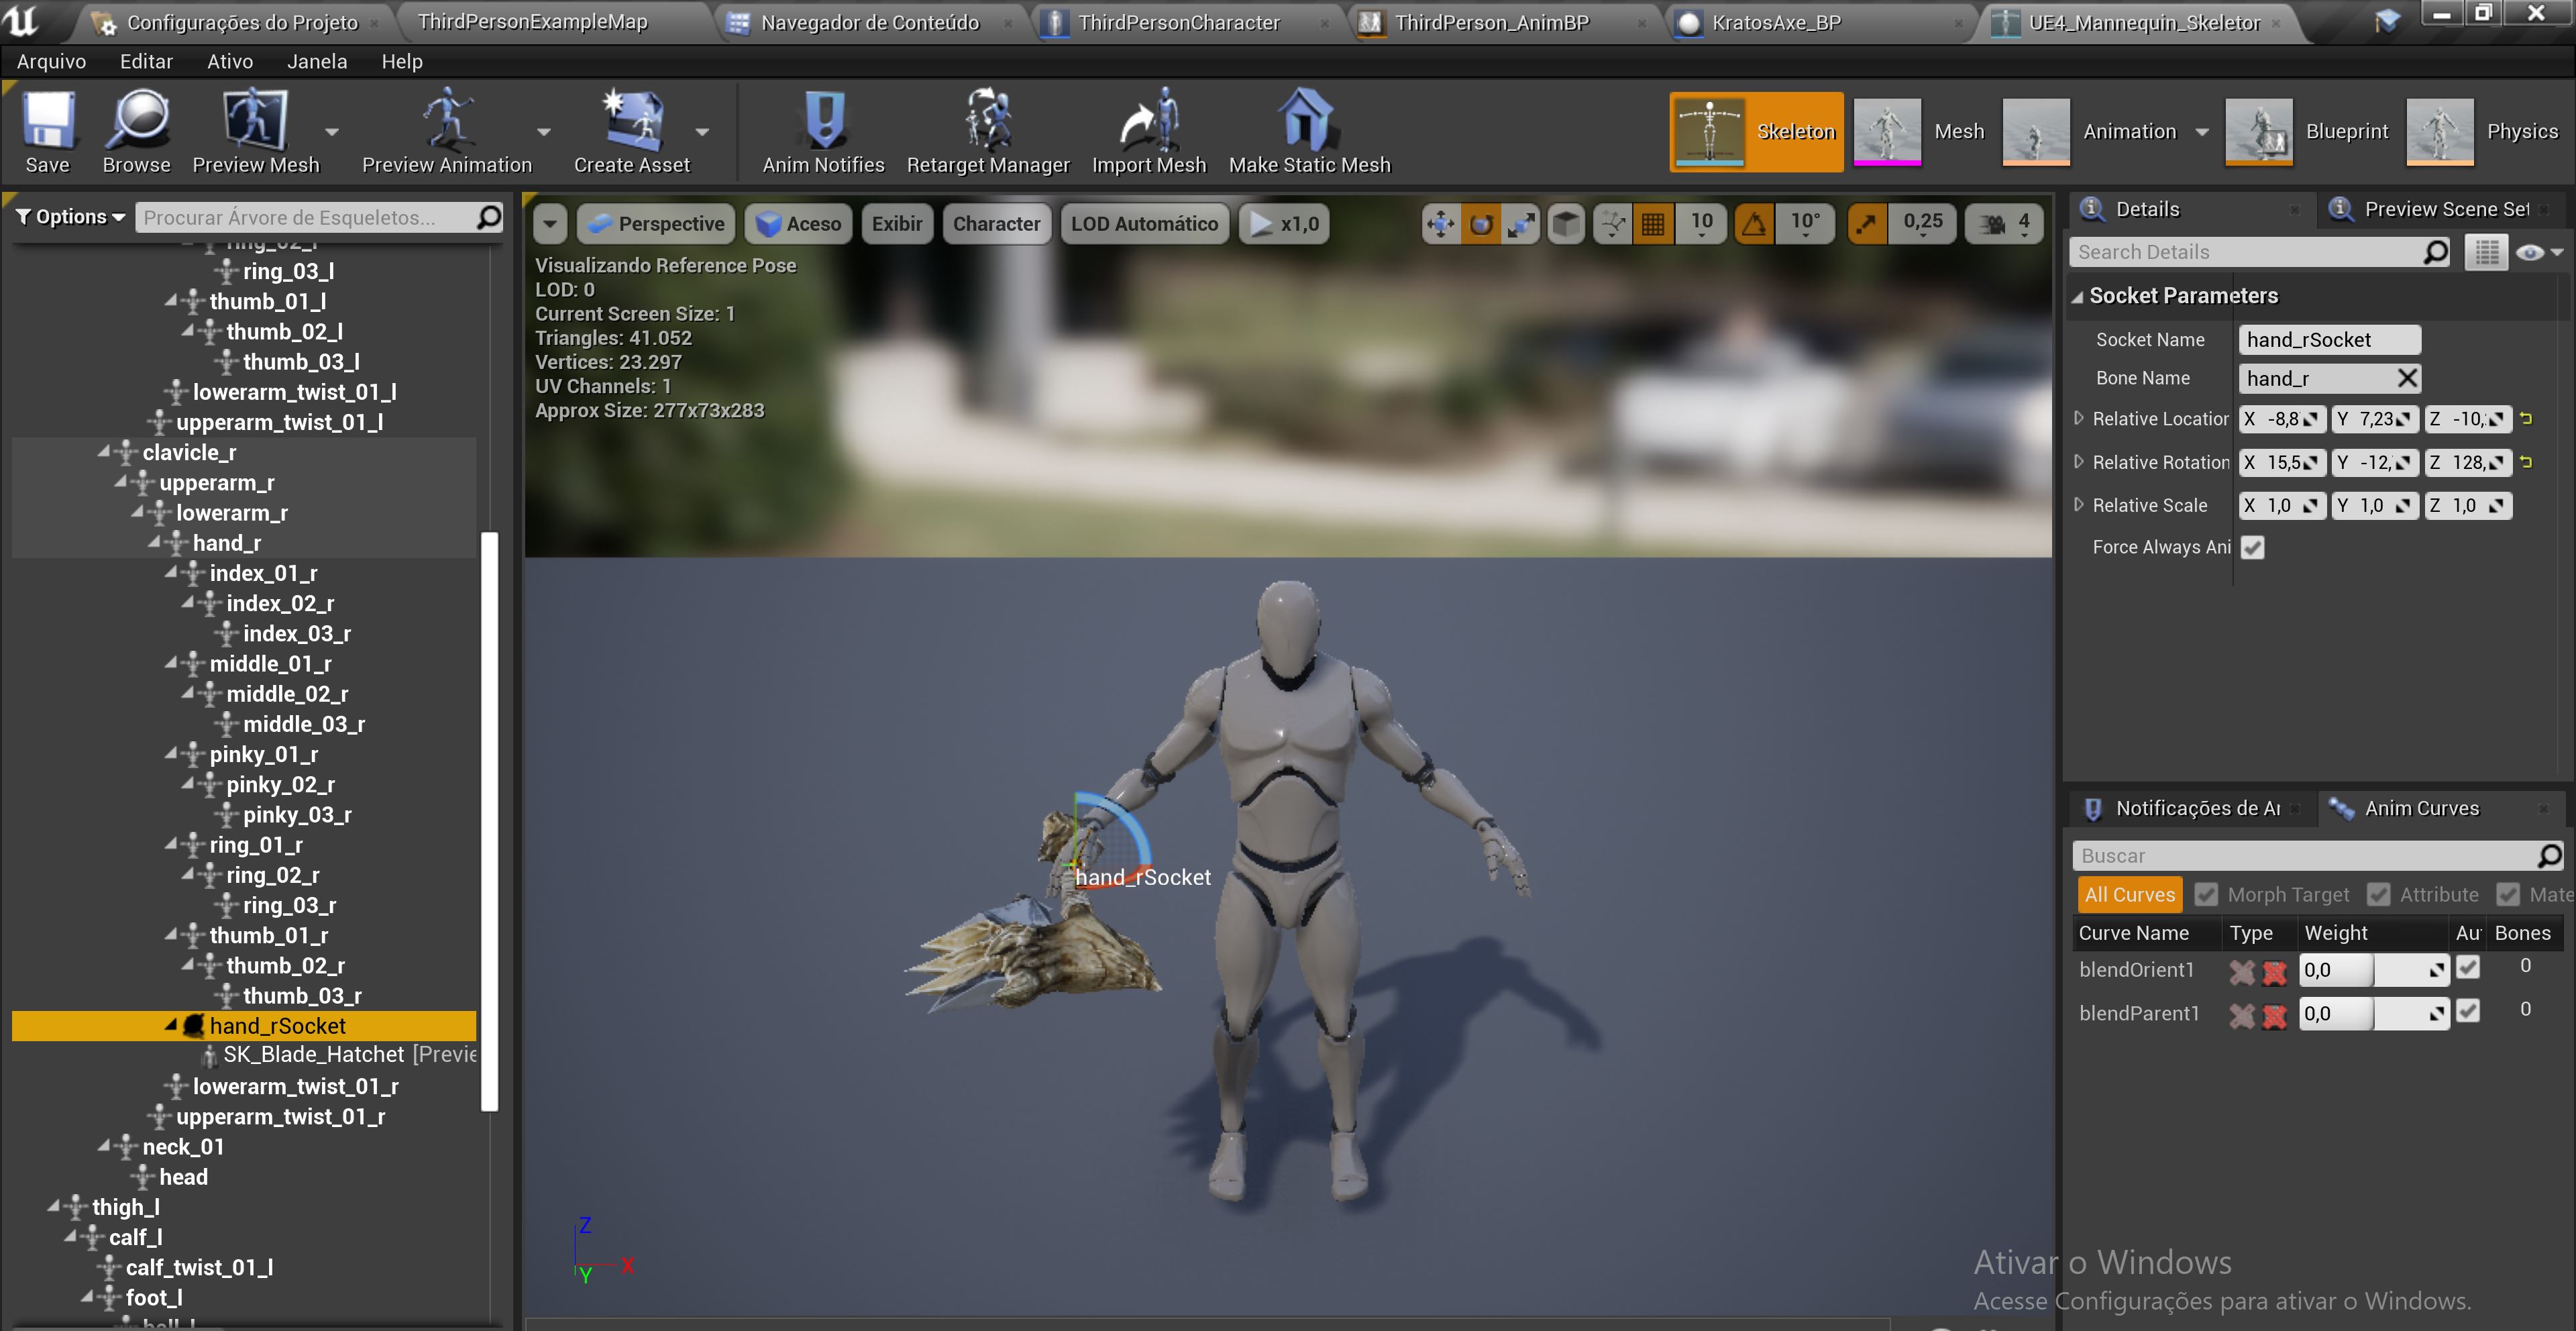 Configurações do Projeto
ThirdPersonExampleMap
Navegador de Conteúdo
ThirdPersonCharacter
ThirdPerson_AnimBP
KratosAxe_BP
UE4_Mannequin_Skeletor
Arquivo Editar Ativo Janela Help
Save
Browse
Preview Mesh
Preview Animation
Create Asset
Anim Notifies
Retarget Manager
Import Mesh
Make Static Mesh
Skeleton
Mesh
Animation
Blueprint
Physics
Options
Procurar Árvore de Esqueletos...
ring_03_l
thumb_01_l
thumb_02_l
thumb_03_l
lowerarm_twist_01_l
upperarm_twist_01_l
clavicle_r
upperarm_r
lowerarm_r
hand_r
index_01_r
index_02_r
index_03_r
middle_01_r
middle_02_r
middle_03_r
pinky_01_r
pinky_02_r
pinky_03_r
ring_01_r
ring_02_r
ring_03_r
thumb_01_r
thumb_02_r
thumb_03_r
hand_rSocket
SK_Blade_Hatchet [Previe
lowerarm_twist_01_r
upperarm_twist_01_r
neck_01
head
thigh_l
calf_l
calf_twist_01_l
foot_l
Perspective
Aceso
Exibir
Character
LOD Automático
x1,0
10
10°
0,25
4
Visualizando Reference Pose
LOD: 0
Current Screen Size: 1
Triangles: 41.052
Vertices: 23.297
UV Channels: 1
Approx Size: 277x73x283
hand_rSocket
Z
X
Y
Details
Preview Scene Set
Search Details
Socket Parameters
Socket Name hand_rSocket
Bone Name hand_r
Relative Location X -8,8 Y 7,23 Z -10,
Relative Rotation X 15,5 Y -12, Z 128,
Relative Scale X 1,0 Y 1,0 Z 1,0
Force Always Ani
Notificações de Ar
Anim Curves
Buscar
All Curves Morph Target Attribute Mate
Curve Name Type Weight Au Bones
blendOrient1 0,0 0
blendParent1 0,0 0
Ativar o Windows
Acesse Configurações para ativar o Windows.